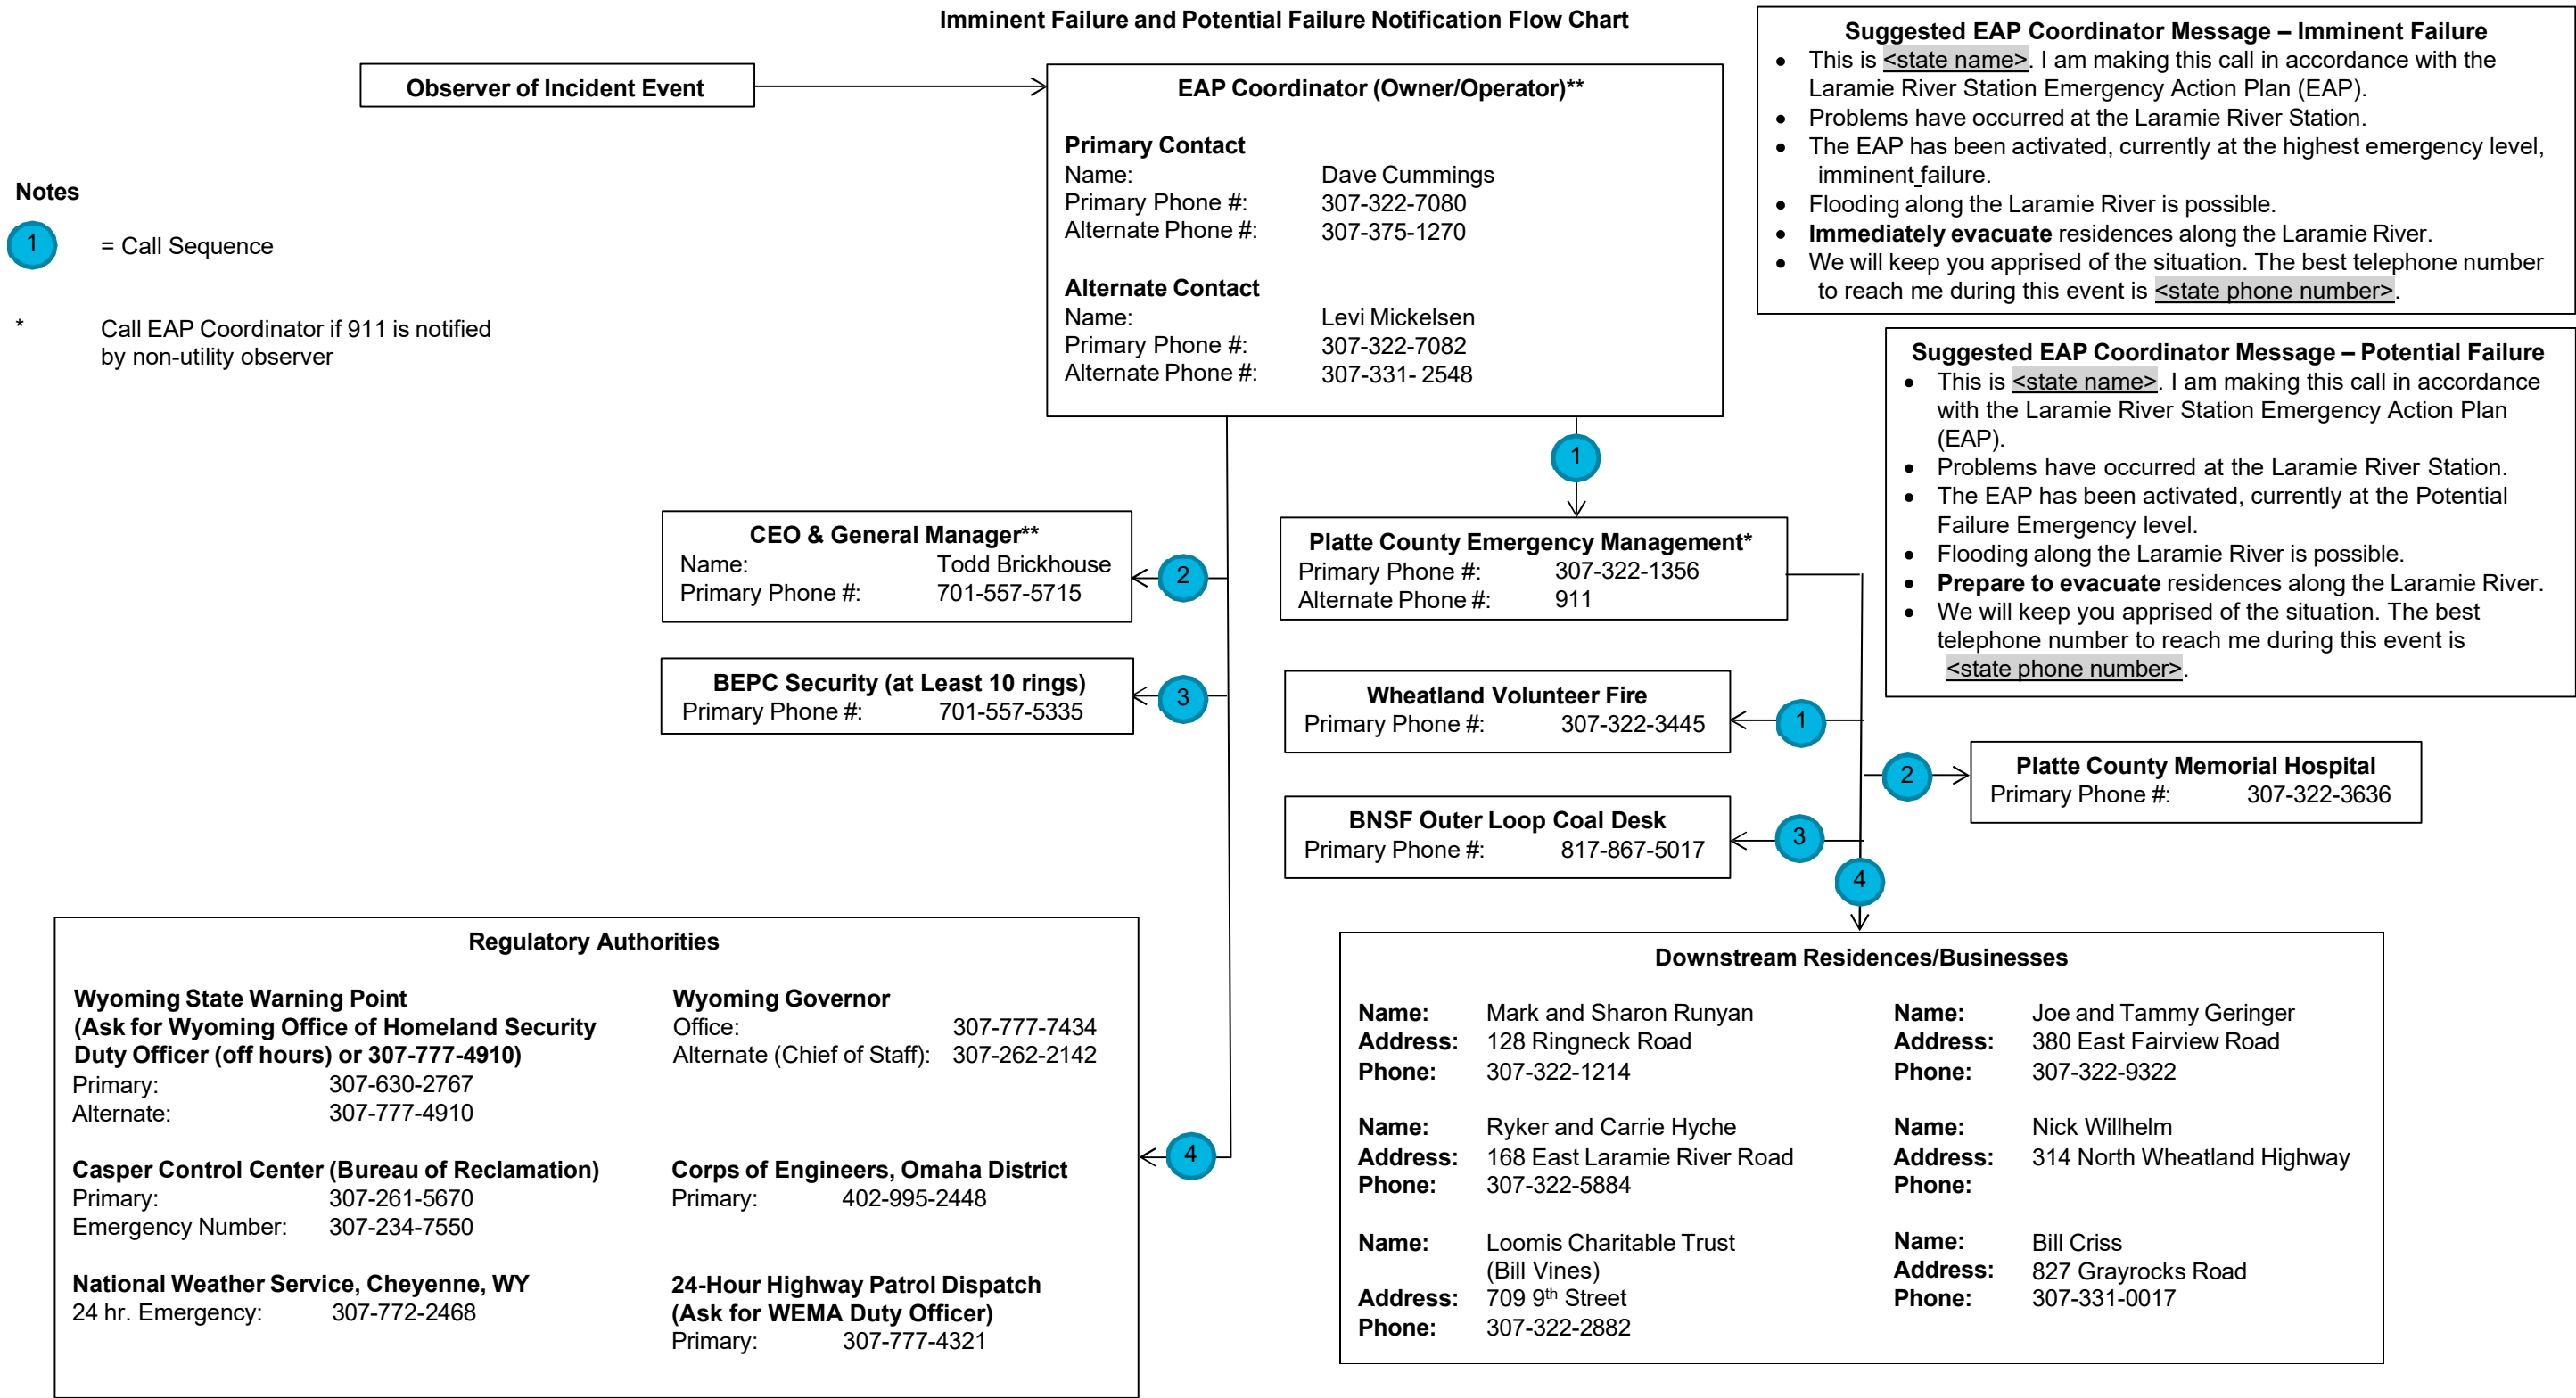 Imminent Failure and Potential Failure Notification Flow Chart
Observer of Incident Event
EAP Coordinator (Owner/Operator)**
Primary Contact
Name: Dave Cummings
Primary Phone #: 307-322-7080
Alternate Phone #: 307-375-1270
Alternate Contact
Name: Levi Mickelsen
Primary Phone #: 307-322-7082
Alternate Phone #: 307-331- 2548
Suggested EAP Coordinator Message – Imminent Failure
• This is <state name>. I am making this call in accordance with the
Laramie River Station Emergency Action Plan (EAP).
• Problems have occurred at the Laramie River Station.
• The EAP has been activated, currently at the highest emergency level,
imminent failure.
• Flooding along the Laramie River is possible.
• Immediately evacuate residences along the Laramie River.
• We will keep you apprised of the situation. The best telephone number
to reach me during this event is <state phone number>.
Notes
1 = Call Sequence
* Call EAP Coordinator if 911 is notified
by non-utility observer
Suggested EAP Coordinator Message – Potential Failure
• This is <state name>. I am making this call in accordance
with the Laramie River Station Emergency Action Plan
(EAP).
• Problems have occurred at the Laramie River Station.
• The EAP has been activated, currently at the Potential
Failure Emergency level.
• Flooding along the Laramie River is possible.
• Prepare to evacuate residences along the Laramie River.
• We will keep you apprised of the situation. The best
telephone number to reach me during this event is
<state phone number>.
1
CEO & General Manager**
Name: Todd Brickhouse
Primary Phone #: 701-557-5715
2
BEPC Security (at Least 10 rings)
Primary Phone #: 701-557-5335
3
Platte County Emergency Management*
Primary Phone #: 307-322-1356
Alternate Phone #: 911
Wheatland Volunteer Fire
Primary Phone #: 307-322-3445
1
2
Platte County Memorial Hospital
Primary Phone #: 307-322-3636
BNSF Outer Loop Coal Desk
Primary Phone #: 817-867-5017
3
4
Regulatory Authorities
Wyoming State Warning Point
(Ask for Wyoming Office of Homeland Security
Duty Officer (off hours) or 307-777-4910)
Primary: 307-630-2767
Alternate: 307-777-4910
Wyoming Governor
Office: 307-777-7434
Alternate (Chief of Staff): 307-262-2142
Casper Control Center (Bureau of Reclamation)
Primary: 307-261-5670
Emergency Number: 307-234-7550
Corps of Engineers, Omaha District
Primary: 402-995-2448
National Weather Service, Cheyenne, WY
24 hr. Emergency: 307-772-2468
24-Hour Highway Patrol Dispatch
(Ask for WEMA Duty Officer)
Primary: 307-777-4321
4
Downstream Residences/Businesses
Name: Mark and Sharon Runyan
Address: 128 Ringneck Road
Phone: 307-322-1214
Name: Joe and Tammy Geringer
Address: 380 East Fairview Road
Phone: 307-322-9322
Name: Ryker and Carrie Hyche
Address: 168 East Laramie River Road
Phone: 307-322-5884
Name: Nick Willhelm
Address: 314 North Wheatland Highway
Phone:
Name: Loomis Charitable Trust
(Bill Vines)
Address: 709 9th Street
Phone: 307-322-2882
Name: Bill Criss
Address: 827 Grayrocks Road
Phone: 307-331-0017